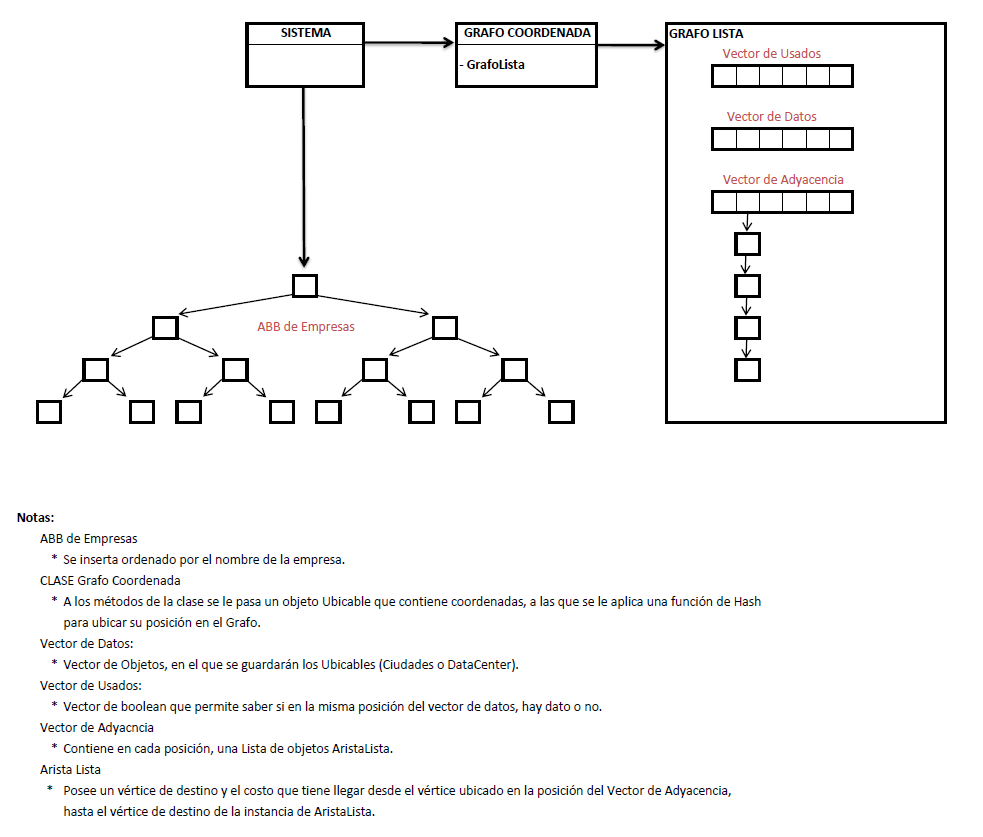 SISTEMA
GRAFO COORDENADA
- GrafoLista
GRAFO LISTA
Vector de Usados
Vector de Datos
Vector de Adyacencia
ABB de Empresas
Notas:
ABB de Empresas
* Se inserta ordenado por el nombre de la empresa.
CLASE Grafo Coordenada
* A los métodos de la clase se le pasa un objeto Ubicable que contiene coordenadas, a las que se le aplica una función de Hash
para ubicar su posición en el Grafo.
Vector de Datos:
* Vector de Objetos, en el que se guardarán los Ubicables (Ciudades o DataCenter).
Vector de Usados:
* Vector de boolean que permite saber si en la misma posición del vector de datos, hay dato o no.
Vector de Adyacncia
* Contiene en cada posición, una Lista de objetos AristaLista.
Arista Lista
* Posee un vértice de destino y el costo que tiene llegar desde el vértice ubicado en la posición del Vector de Adyacencia,
hasta el vértice de destino de la instancia de AristaLista.